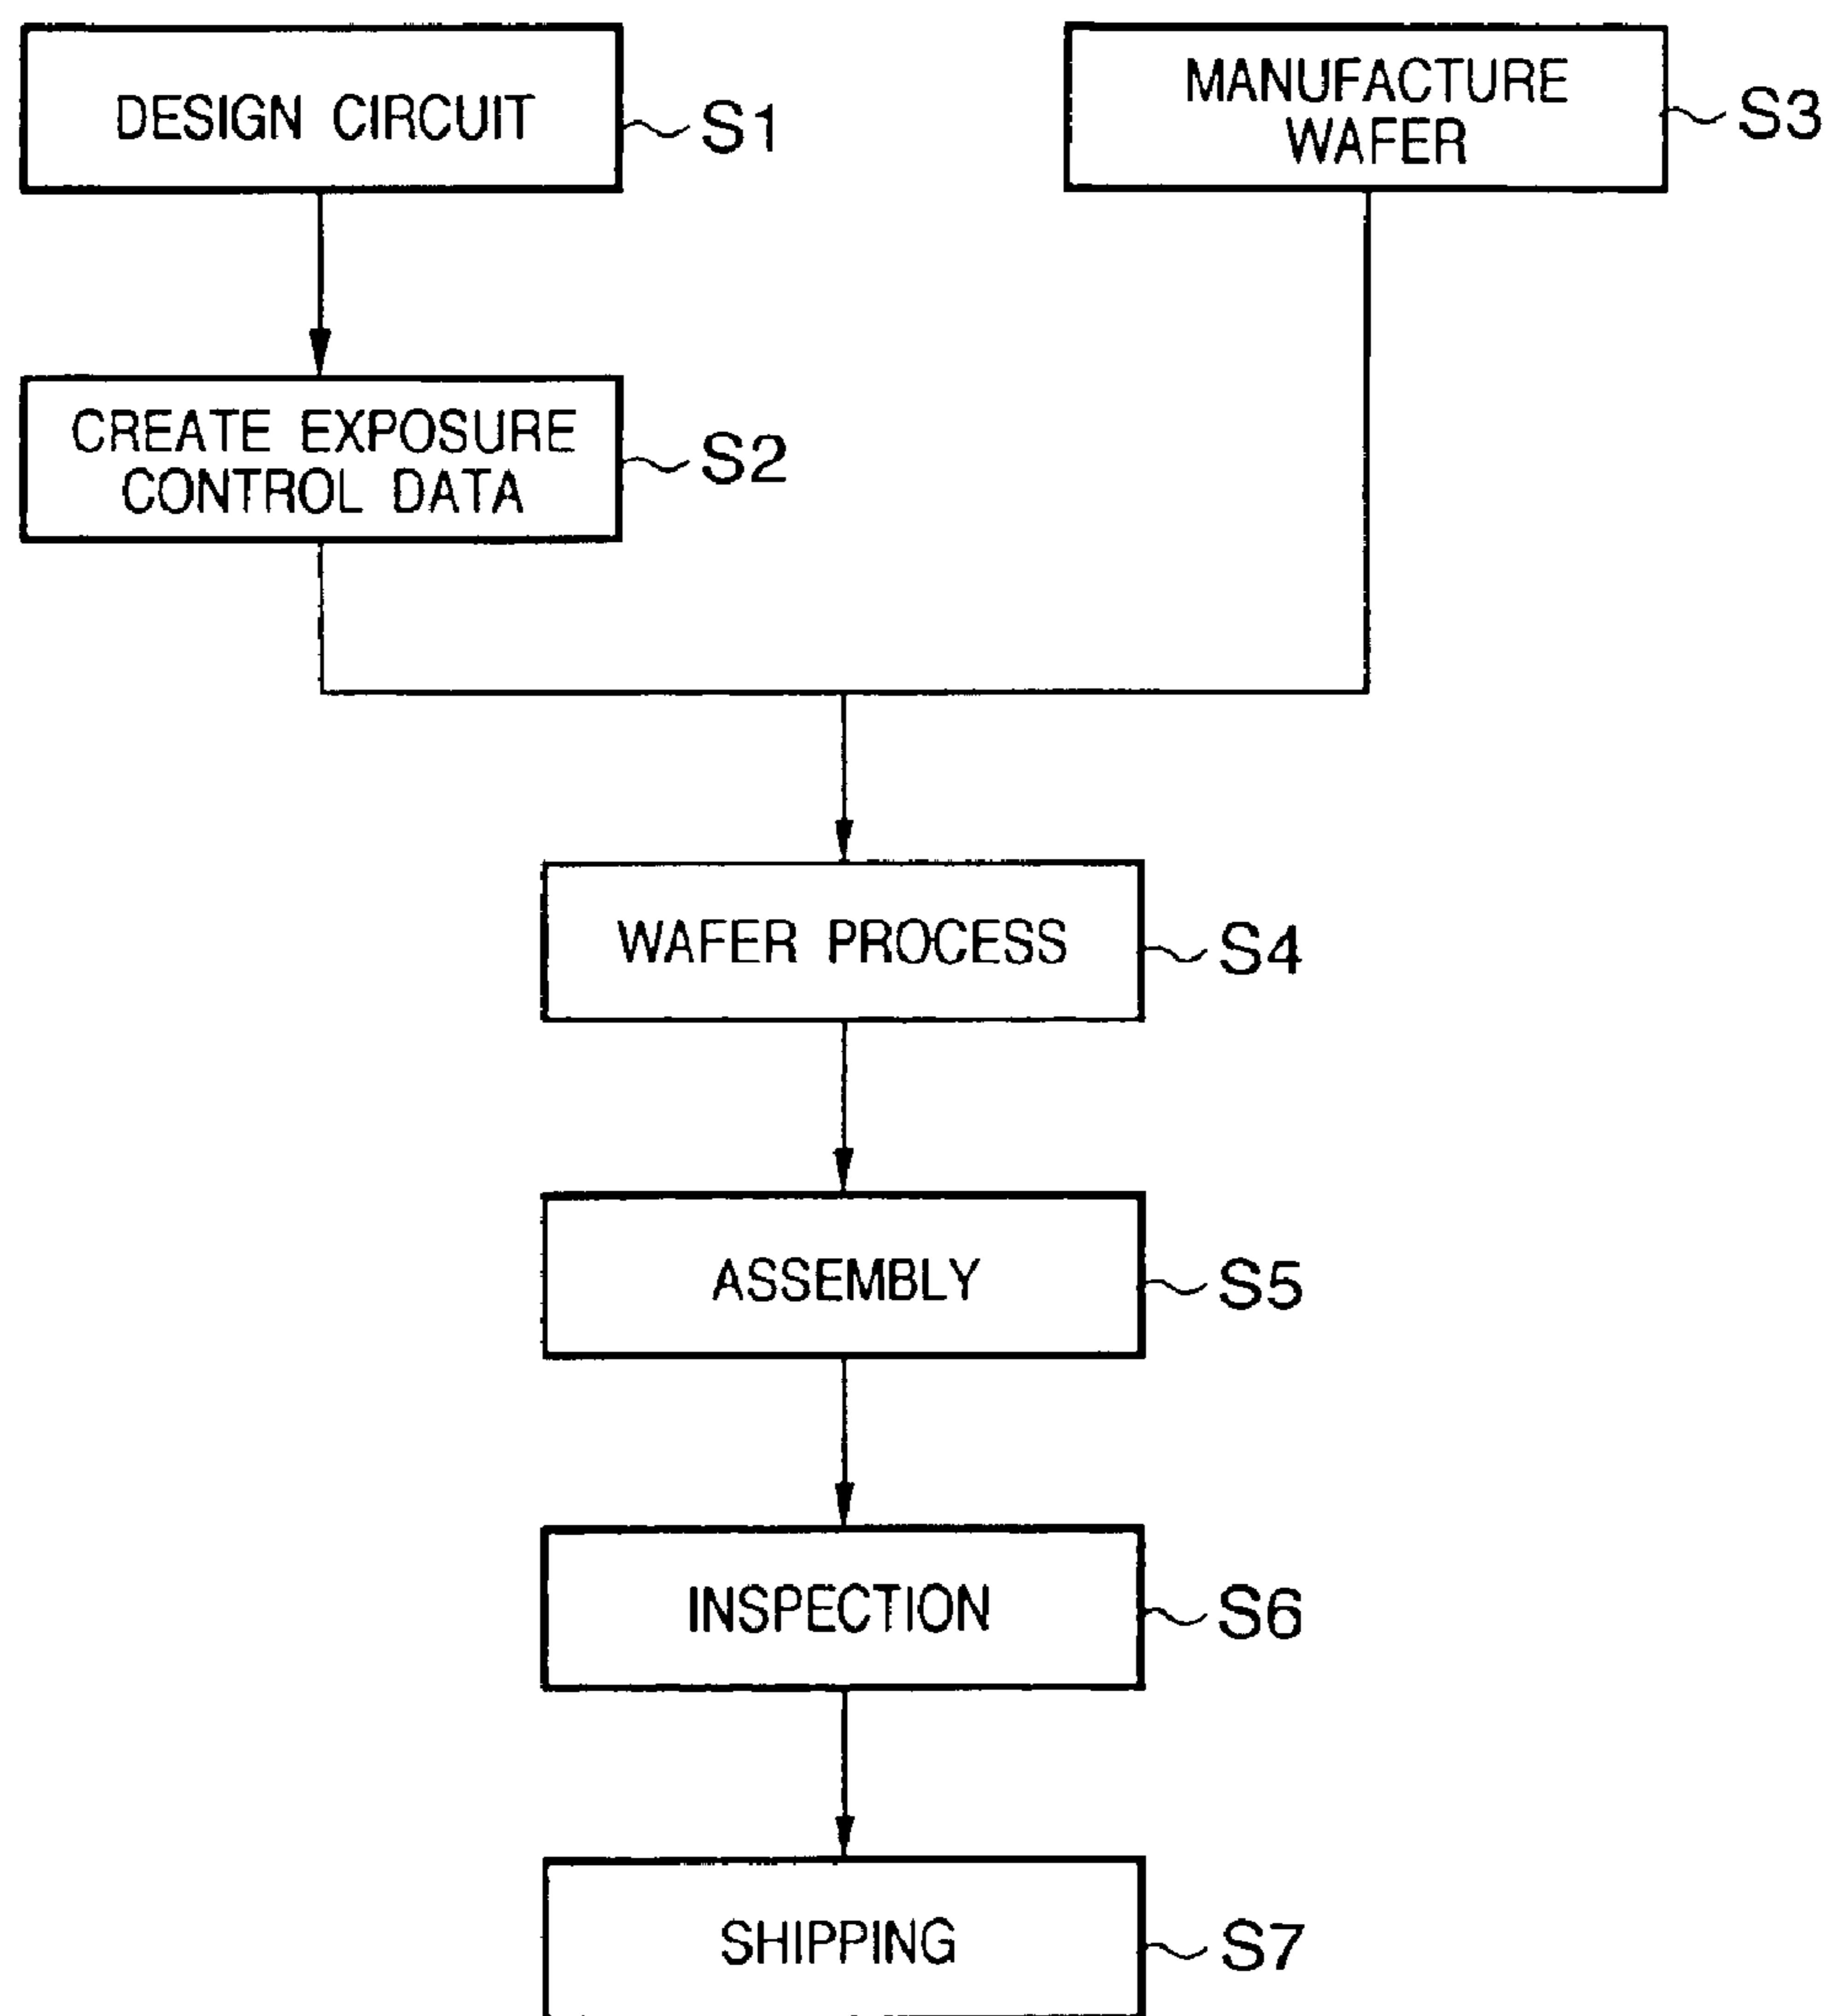 DESIGN CIRCUIT
S1
MANUFACTURE
WAFER
S3
CREATE EXPOSURE
CONTROL DATA
S2
WAFER PROCESS
S4
ASSEMBLY
S5
INSPECTION
S6
SHIPPING
S7